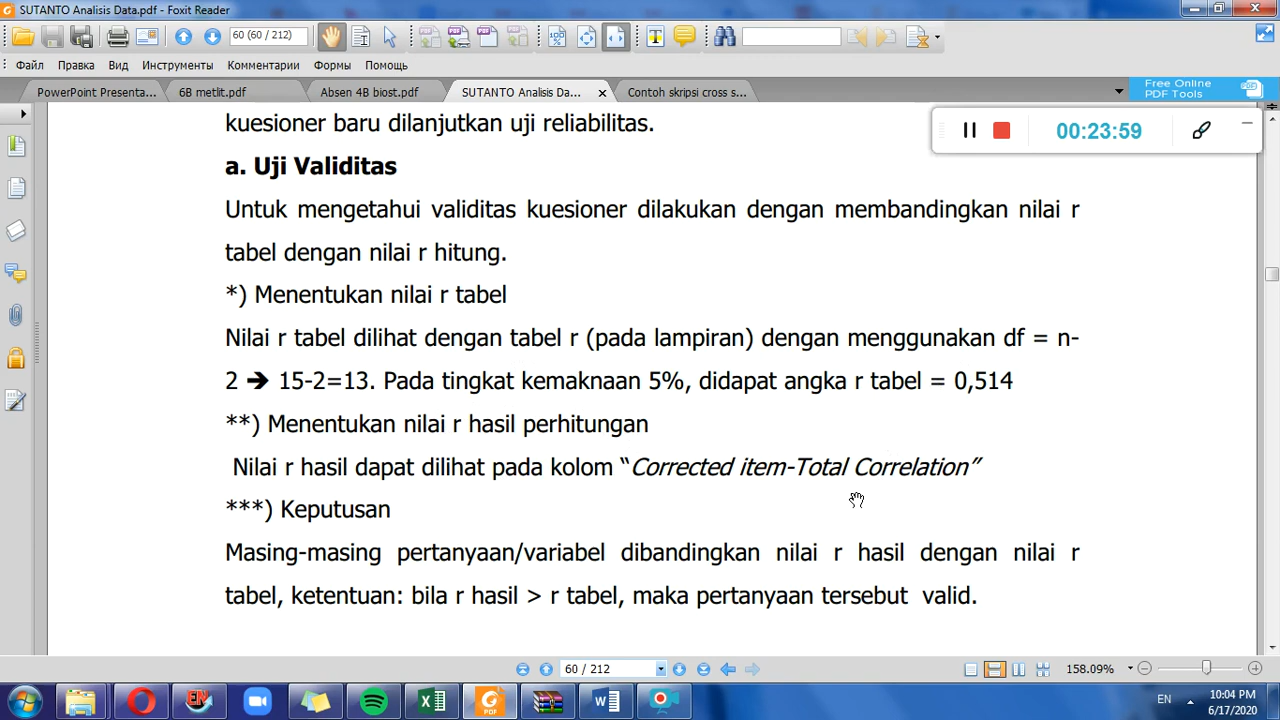 SUTANTO Analisis Data.pdf - Foxit Reader
60 (60 / 212)
Файл Правка Вид Инструменты Комментарии Формы Помощь
PowerPoint Presenta... 6B metlit.pdf Absen 4B biost.pdf SUTANTO Analisis Da... Contoh skripsi cross s...
Free Online
PDF Tools
00:23:59
kuesioner baru dilanjutkan uji reliabilitas.
a. Uji Validitas
Untuk mengetahui validitas kuesioner dilakukan dengan membandingkan nilai r
tabel dengan nilai r hitung.
*) Menentukan nilai r tabel
Nilai r tabel dilihat dengan tabel r (pada lampiran) dengan menggunakan df = n-
2 ➔ 15-2=13. Pada tingkat kemaknaan 5%, didapat angka r tabel = 0,514
**) Menentukan nilai r hasil perhitungan
Nilai r hasil dapat dilihat pada kolom “Corrected item-Total Correlation”
***) Keputusan
Masing-masing pertanyaan/variabel dibandingkan nilai r hasil dengan nilai r
tabel, ketentuan: bila r hasil > r tabel, maka pertanyaan tersebut valid.
60 / 212
158.09%
EN
10:04 PM
6/17/2020